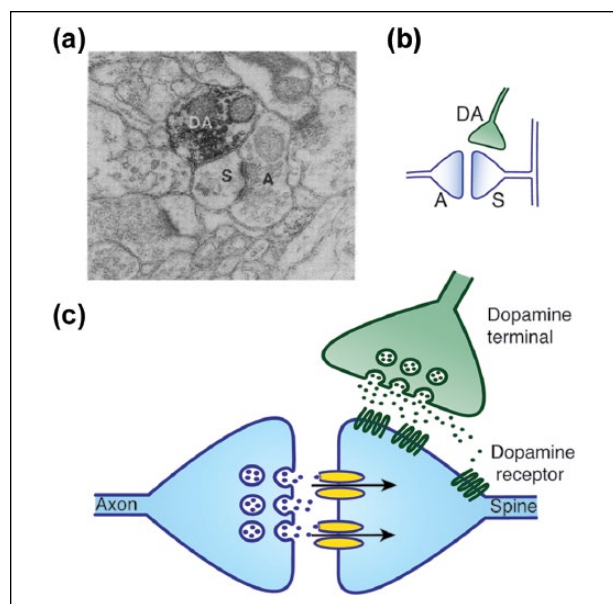 (a)
DA
S
A
(b)
DA
A
S
(c)
Dopamine
terminal
Dopamine
receptor
Axon
Spine